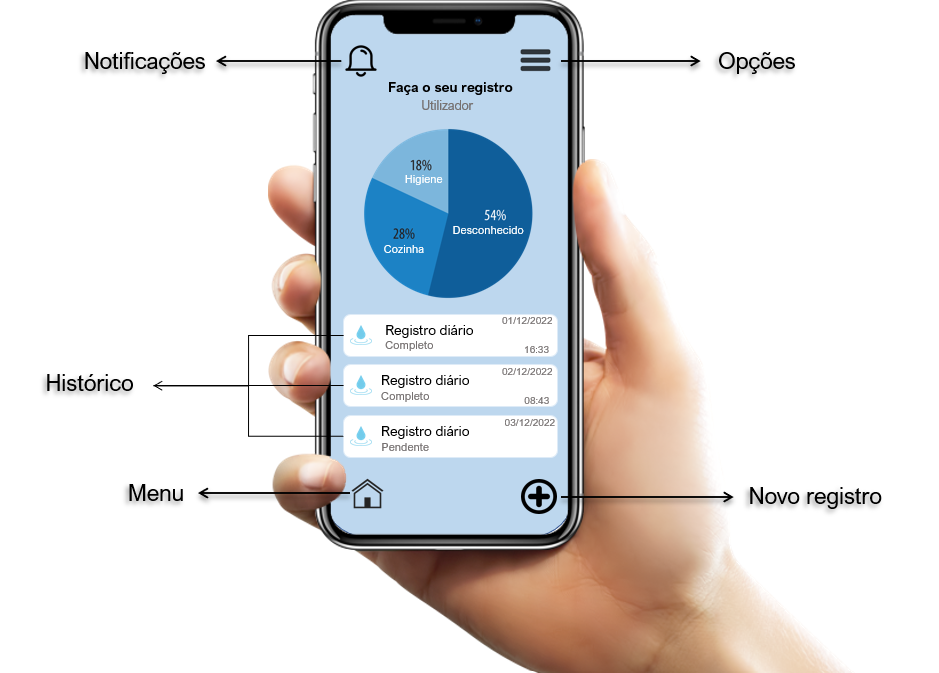 Notificações
Opções
Faça o seu registro
Utilizador
18%
Higiene
54%
Desconhecido
28%
Cozinha
01/12/2022
Registro diário
Completo
16:33
02/12/2022
Registro diário
Completo
08:43
03/12/2022
Registro diário
Pendente
Histórico
Menu
Novo registro